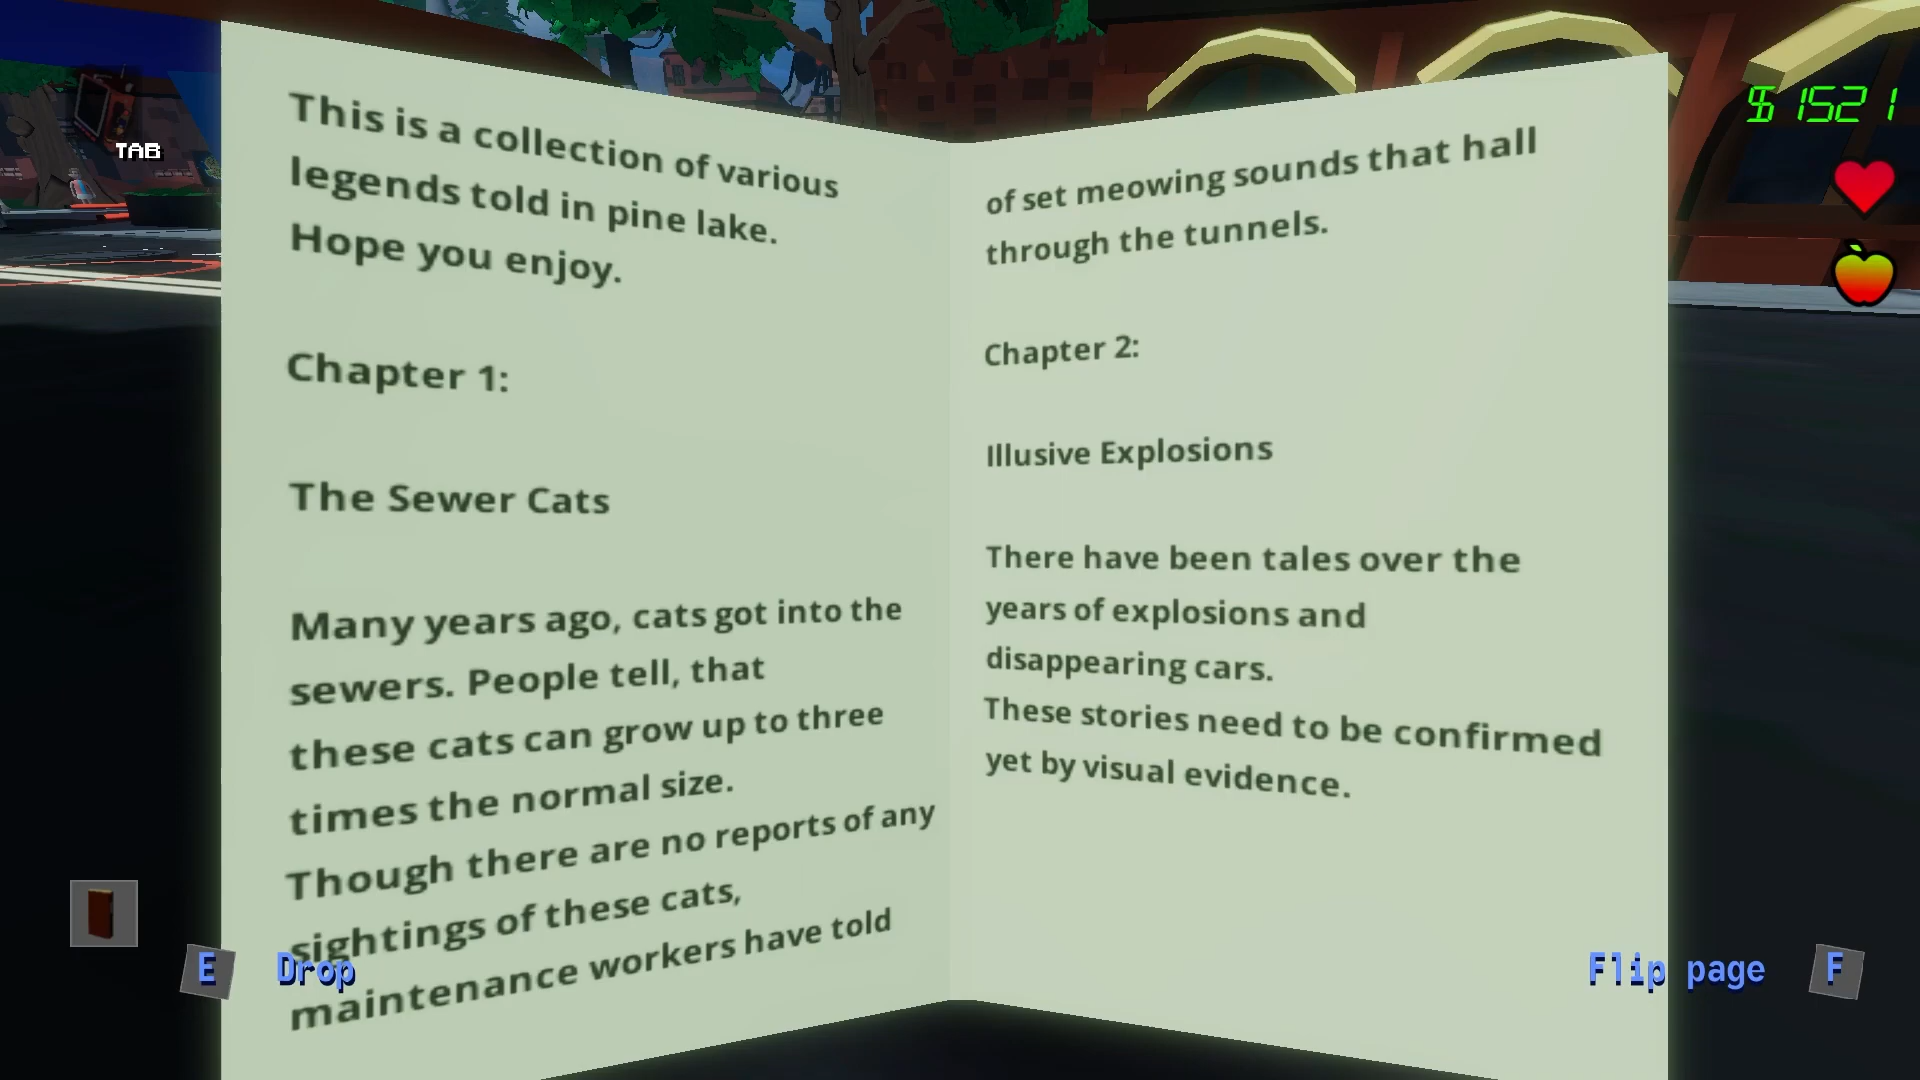 This is a collection of various
legends told in pine lake.
Hope you enjoy.
Chapter 1:
The Sewer Cats
Many years ago, cats got into the
sewers. People tell, that
these cats can grow up to three
times the normal size.
Though there are no reports of any
sightings of these cats,
maintenance workers have told
of set meowing sounds that hall
through the tunnels.
Chapter 2:
Illusive Explosions
There have been tales over the
years of explosions and
disappearing cars.
These stories need to be confirmed
yet by visual evidence.
TAB
$1521
E Drop
Flip page F